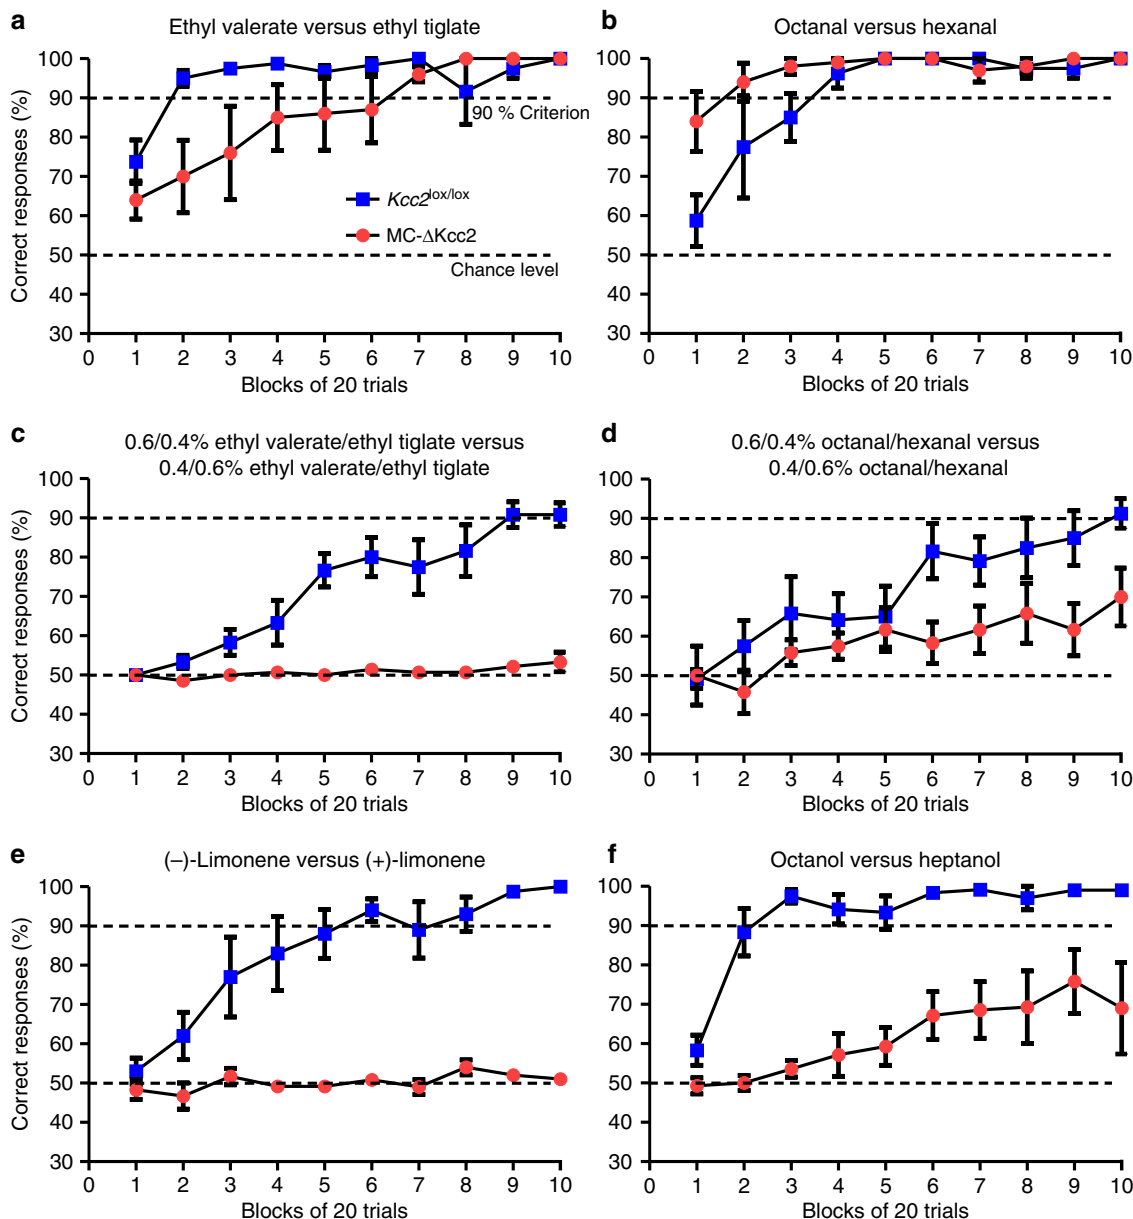 a
Ethyl valerate versus ethyl tiglate
100
90
80
70
60
50
40
30
Correct responses (%)
90 % Criterion
Kcc2lox/lox
MC-ΔKcc2
Chance level
0 1 2 3 4 5 6 7 8 9 10
Blocks of 20 trials
b
Octanal versus hexanal
100
90
80
70
60
50
40
30
0 1 2 3 4 5 6 7 8 9 10
Blocks of 20 trials
c
0.6/0.4% ethyl valerate/ethyl tiglate versus
0.4/0.6% ethyl valerate/ethyl tiglate
100
90
80
70
60
50
40
30
Correct responses (%)
0 1 2 3 4 5 6 7 8 9 10
Blocks of 20 trials
d
0.6/0.4% octanal/hexanal versus
0.4/0.6% octanal/hexanal
100
90
80
70
60
50
40
30
0 1 2 3 4 5 6 7 8 9 10
Blocks of 20 trials
e
(–)-Limonene versus (+)-limonene
100
90
80
70
60
50
40
30
Correct responses (%)
0 1 2 3 4 5 6 7 8 9 10
Blocks of 20 trials
f
Octanol versus heptanol
100
90
80
70
60
50
40
30
0 1 2 3 4 5 6 7 8 9 10
Blocks of 20 trials